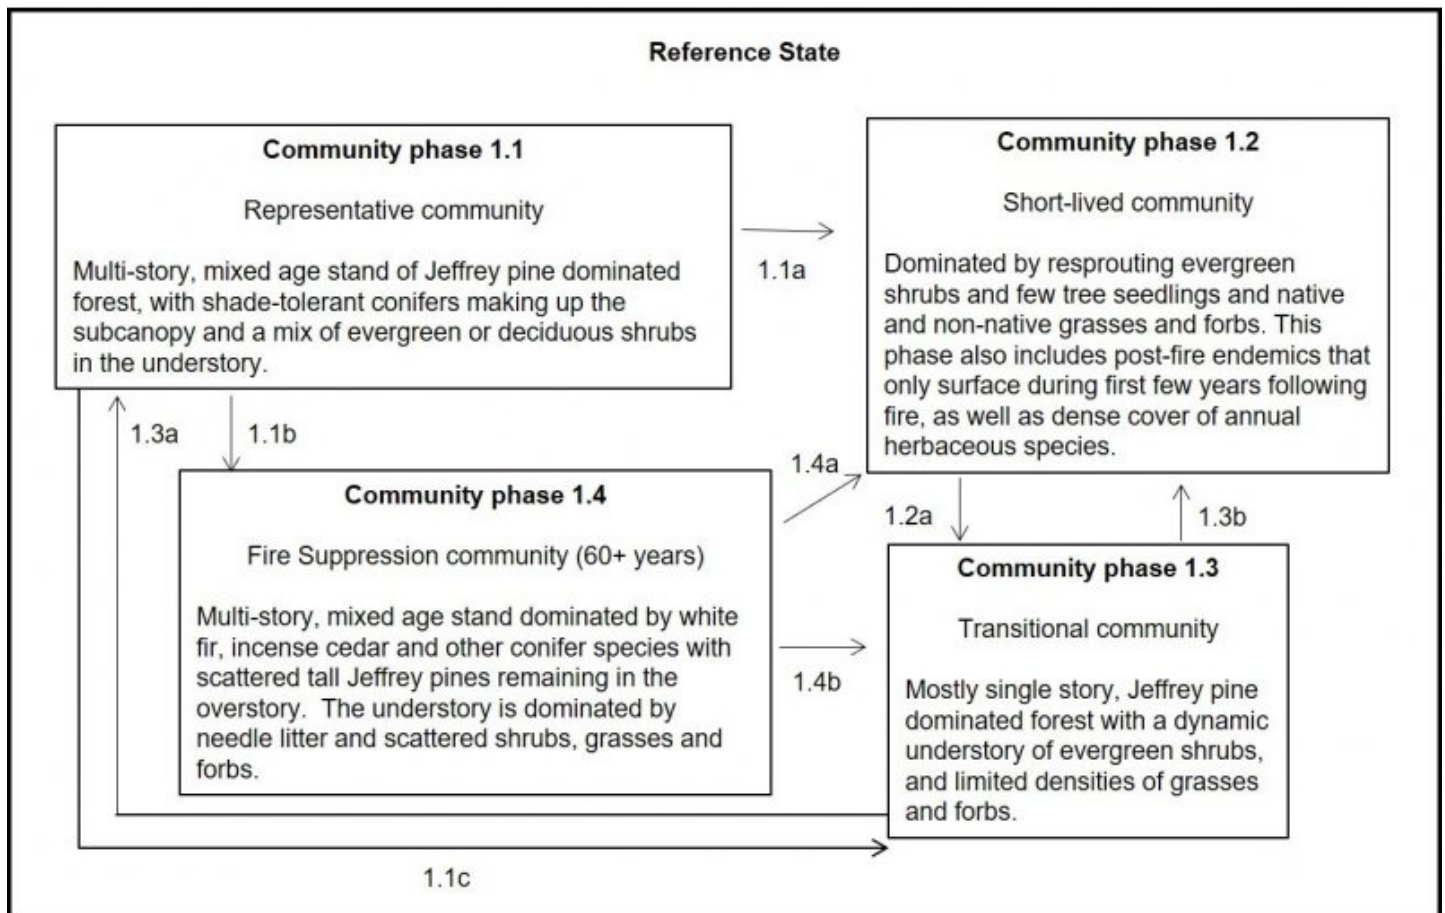 Reference State
Community phase 1.1
Representative community
Multi-story, mixed age stand of Jeffrey pine dominated
forest, with shade-tolerant conifers making up the
subcanopy and a mix of evergreen or deciduous shrubs
in the understory.
1.1a
Community phase 1.2
Short-lived community
Dominated by resprouting evergreen
shrubs and few tree seedlings and native
and non-native grasses and forbs. This
phase also includes post-fire endemics that
only surface during first few years following
fire, as well as dense cover of annual
herbaceous species.
1.3a
1.1b
1.4a
1.2a
1.3b
Community phase 1.4
Fire Suppression community (60+ years)
Multi-story, mixed age stand dominated by white
fir, incense cedar and other conifer species with
scattered tall Jeffrey pines remaining in the
overstory. The understory is dominated by
needle litter and scattered shrubs, grasses and
forbs.
1.4b
Community phase 1.3
Transitional community
Mostly single story, Jeffrey pine
dominated forest with a dynamic
understory of evergreen shrubs,
and limited densities of grasses
and forbs.
1.1c